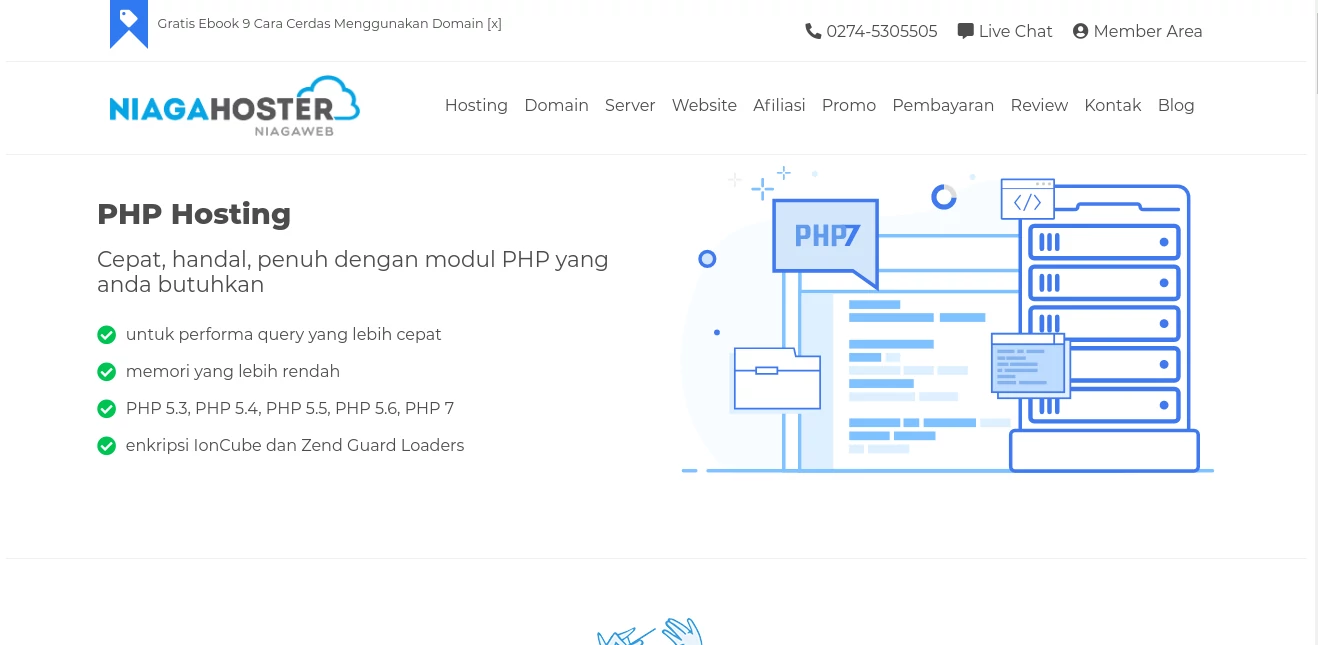 Gratis Ebook 9 Cara Cerdas Menggunakan Domain [x]
0274-5305505 Live Chat Member Area
NIAGAHOSTER
NIAGAWEB
Hosting Domain Server Website Afiliasi Promo Pembayaran Review Kontak Blog
PHP Hosting
Cepat, handal, penuh dengan modul PHP yang
anda butuhkan
untuk performa query yang lebih cepat
memori yang lebih rendah
PHP 5.3, PHP 5.4, PHP 5.5, PHP 5.6, PHP 7
enkripsi IonCube dan Zend Guard Loaders
PHP7
</>